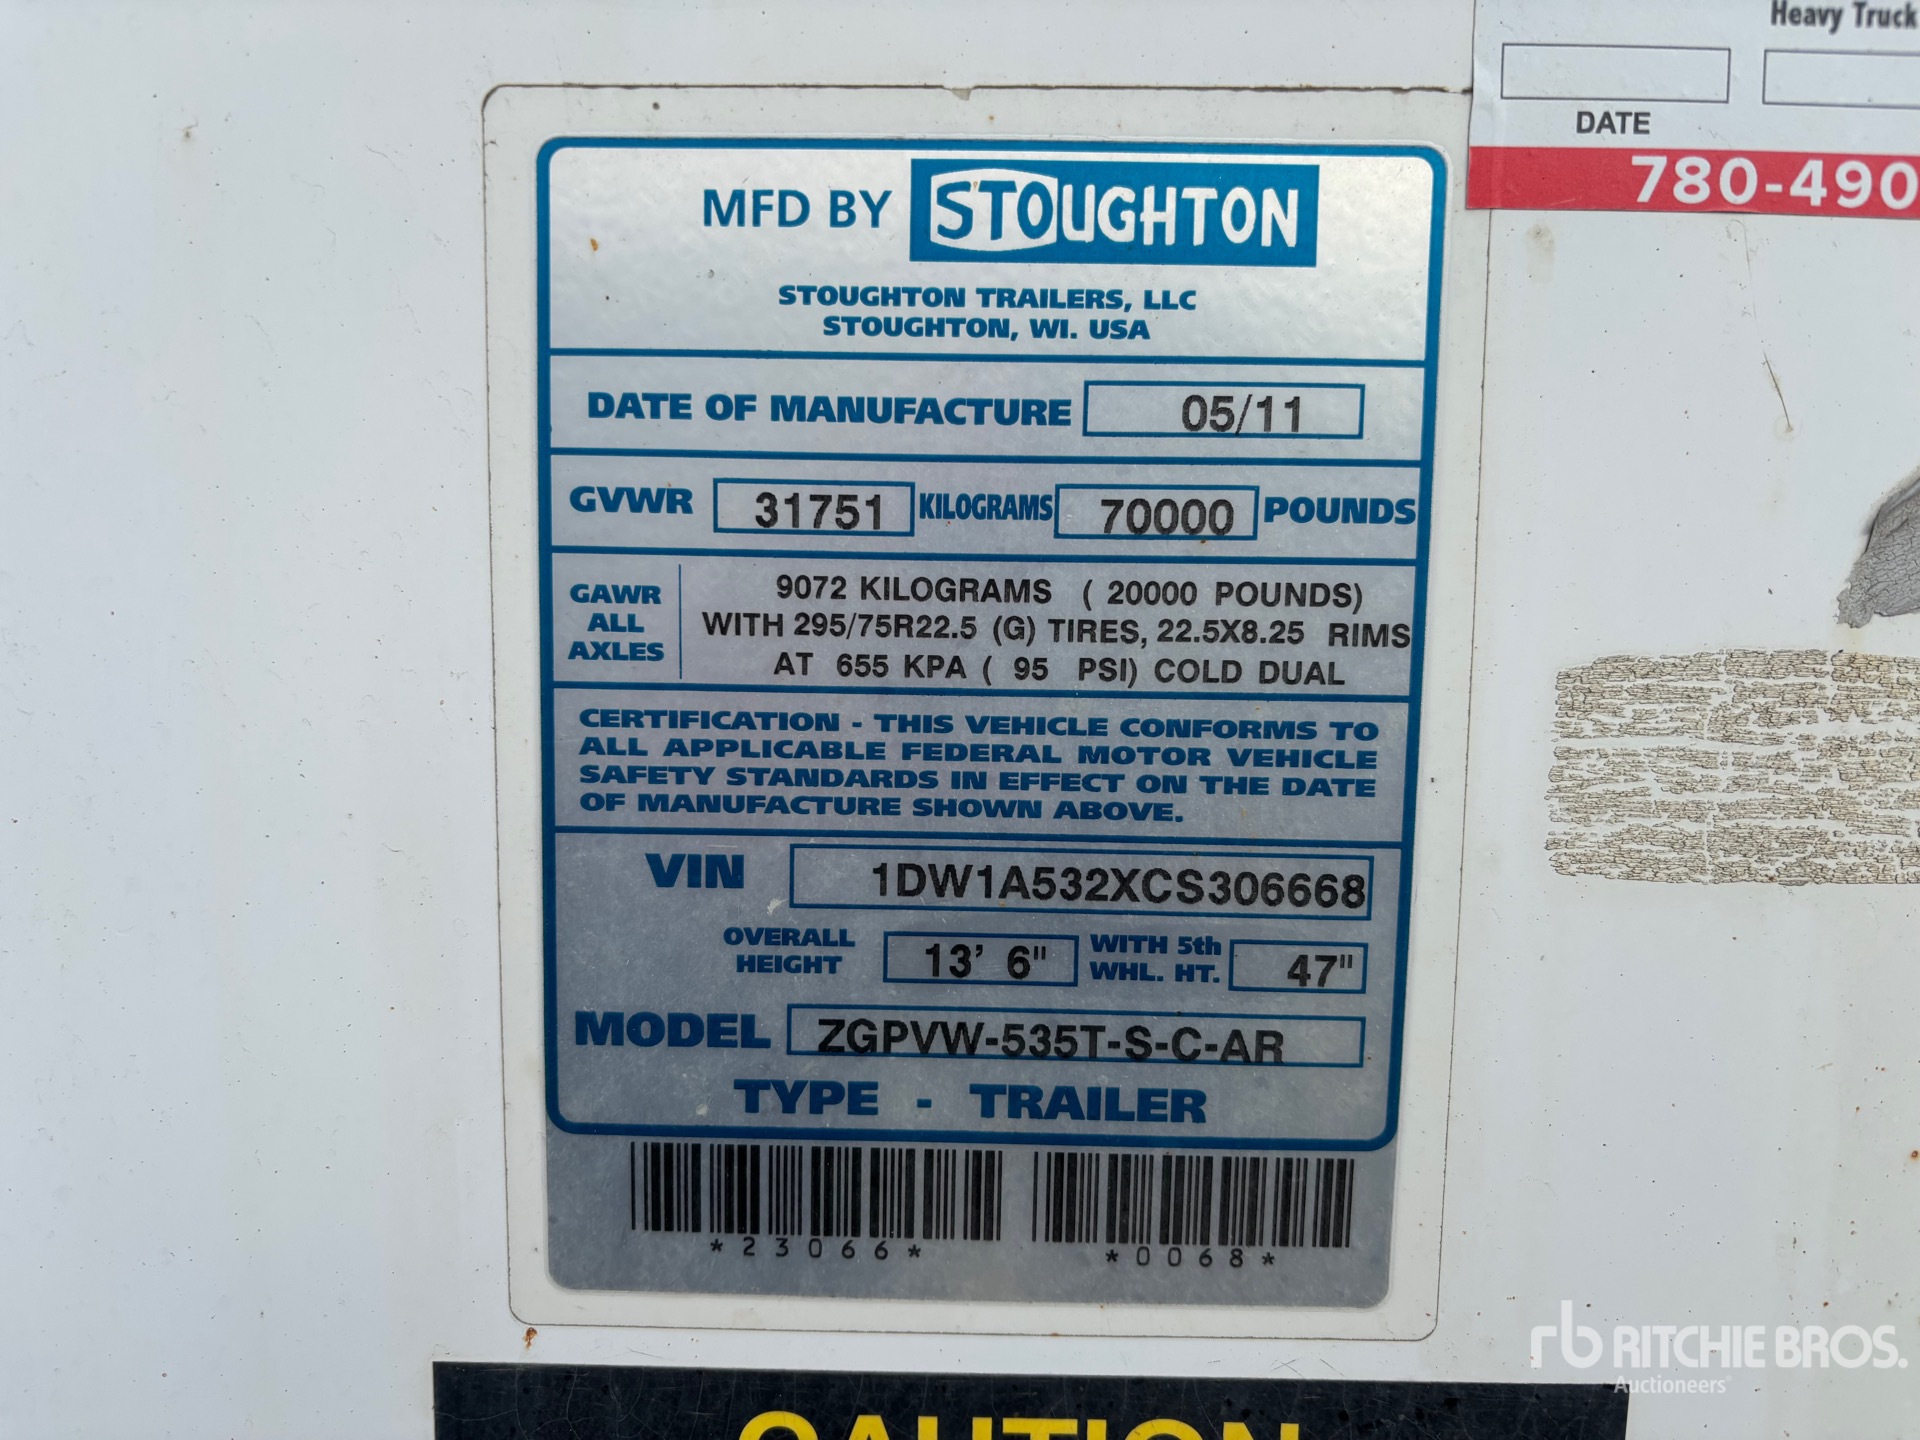 Heavy Truck
DATE
780-490
MFD BY STOUGHTON
STOUGHTON TRAILERS, LLC
STOUGHTON, WI. USA
DATE OF MANUFACTURE 05/11
GVWR 31751 KILOGRAMS 70000 POUNDS
GAWR ALL AXLES
9072 KILOGRAMS ( 20000 POUNDS)
WITH 295/75R22.5 (G) TIRES, 22.5X8.25 RIMS
AT 655 KPA ( 95 PSI) COLD DUAL
CERTIFICATION - THIS VEHICLE CONFORMS TO
ALL APPLICABLE FEDERAL MOTOR VEHICLE
SAFETY STANDARDS IN EFFECT ON THE DATE
OF MANUFACTURE SHOWN ABOVE.
VIN 1DW1A532XCS306668
OVERALL HEIGHT 13' 6" WITH 5th WHL. HT. 47"
MODEL ZGPVW-535T-S-C-AR
TYPE - TRAILER
*23066* *0068*
CAUTION
rb RITCHIE BROS.
Auctioneers